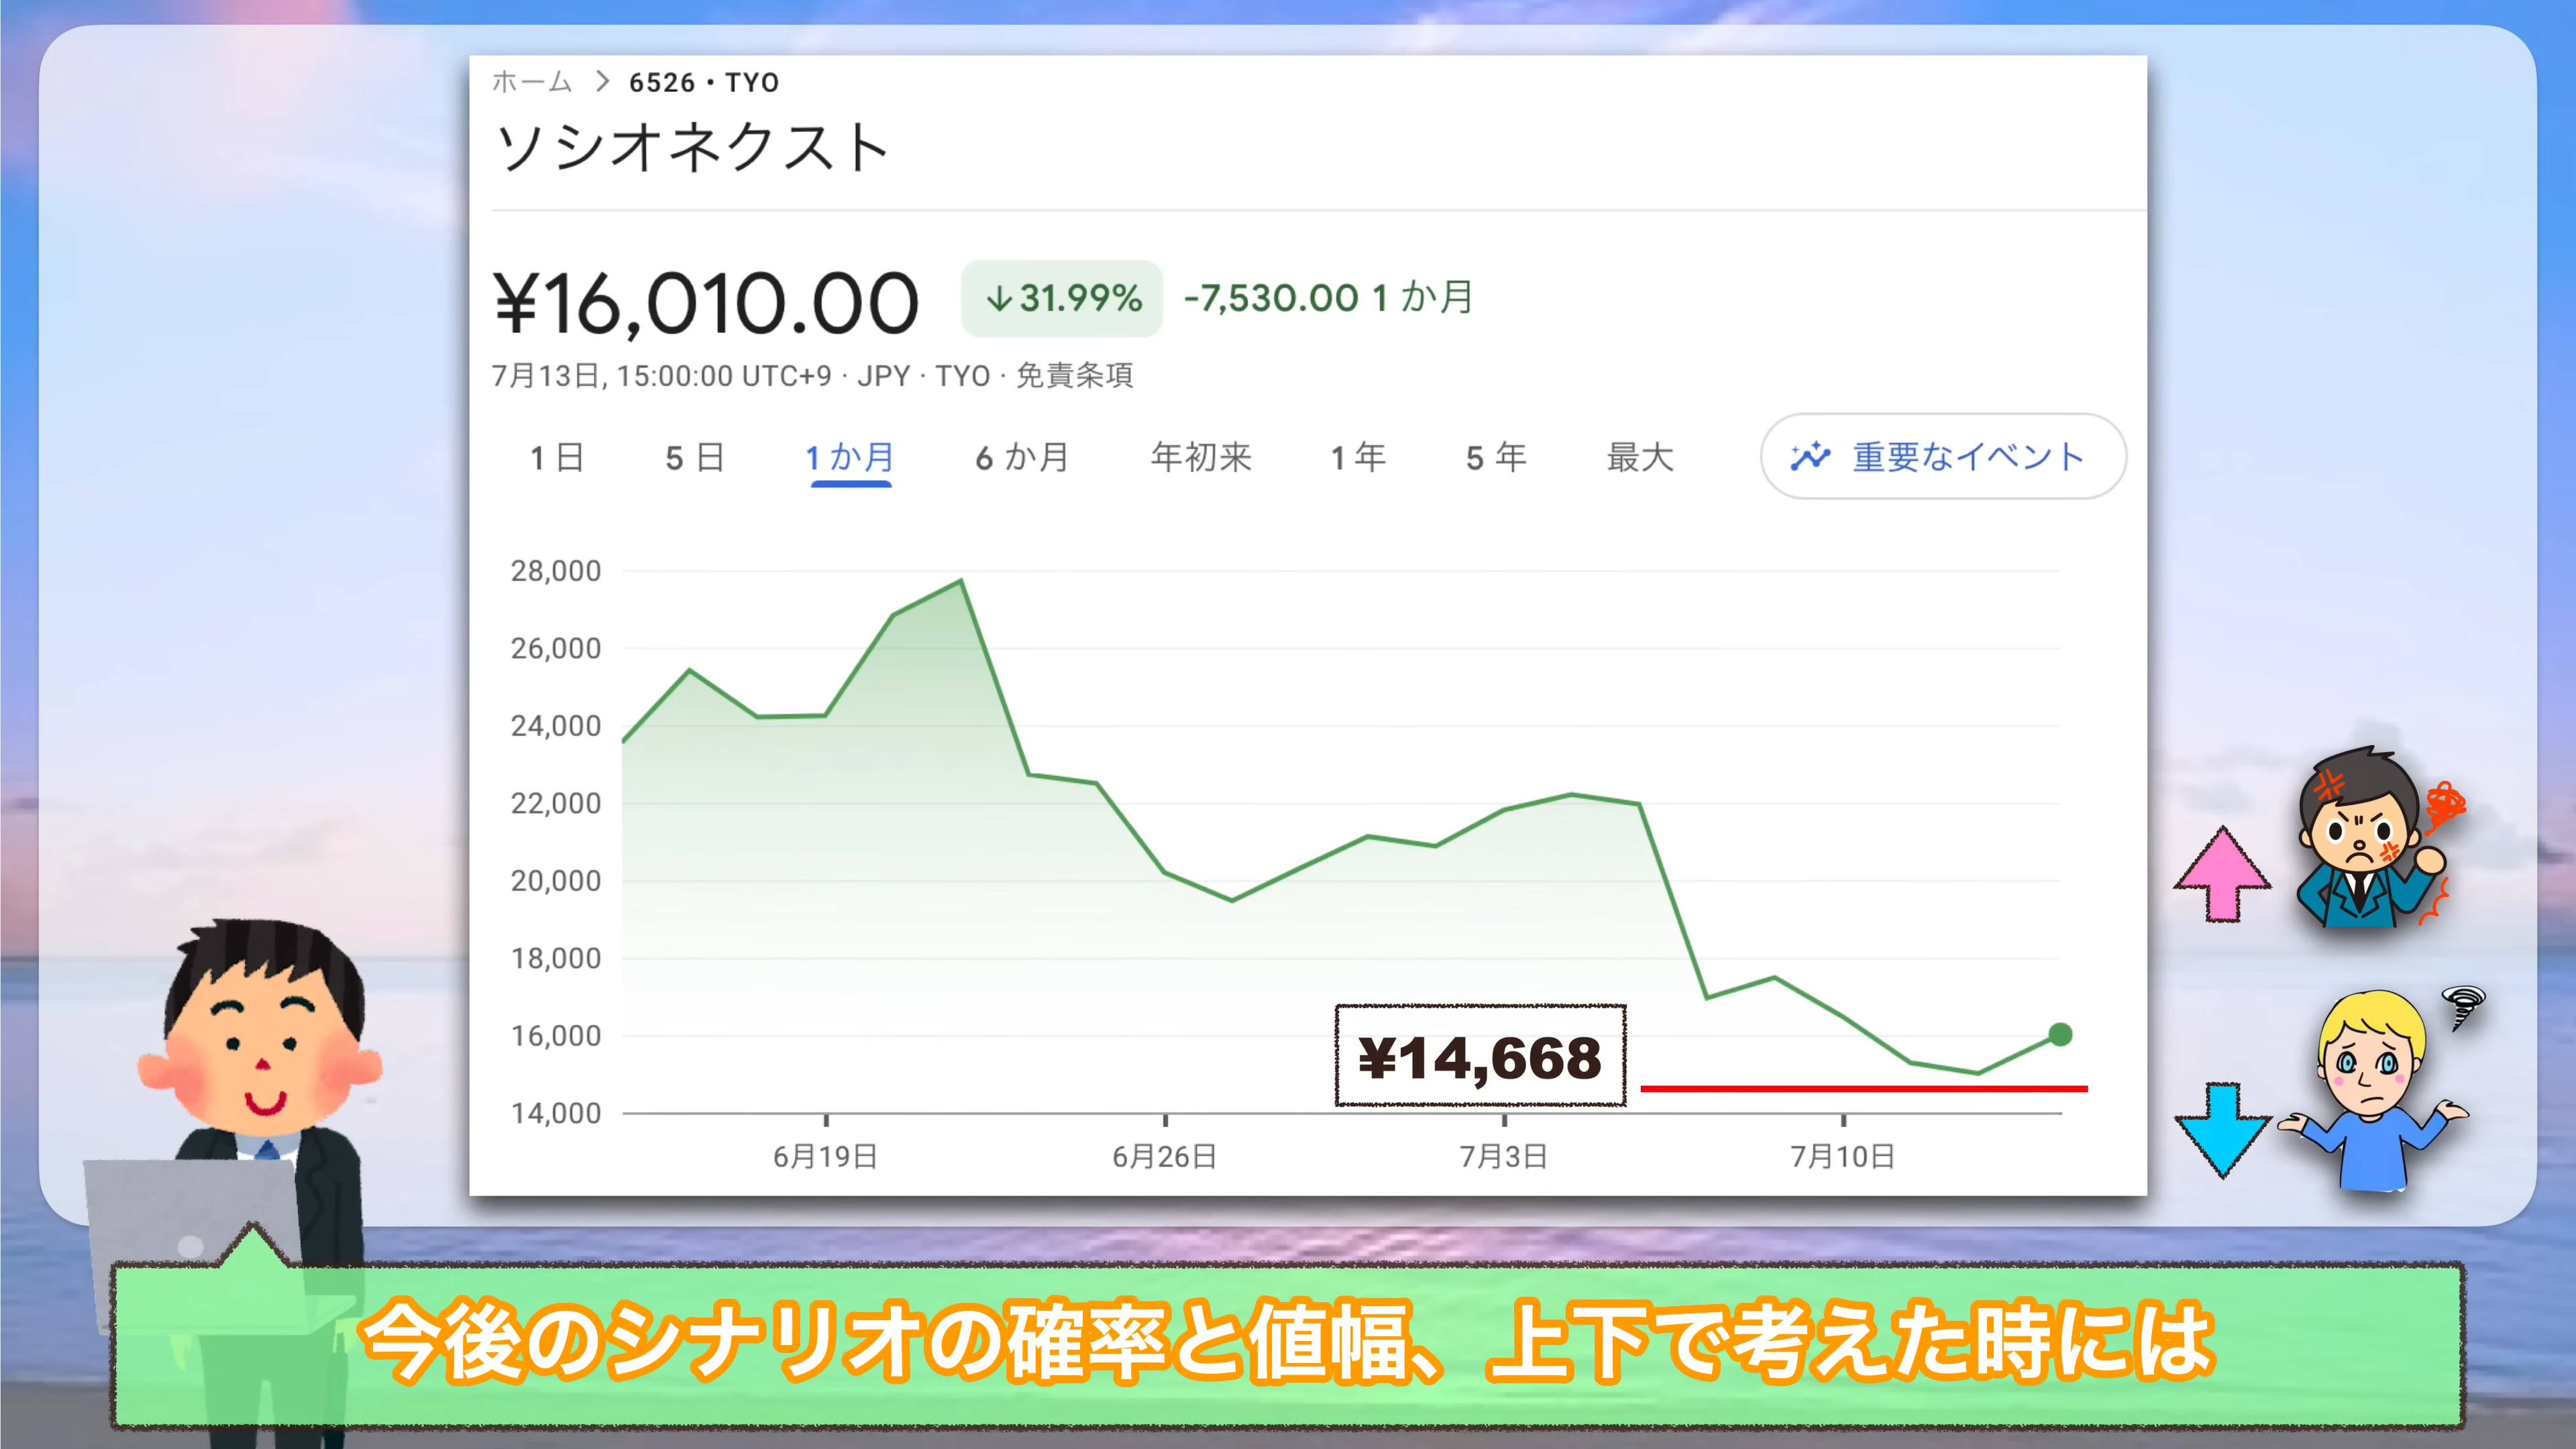 ホーム > 6526・TYO
ソシオネクスト
¥16,010.00 ↓31.99% -7,530.00 1 か月
7月13日, 15:00:00 UTC+9 · JPY · TYO · 免責条項
1 日 5 日 1 か月 6 か月 年初来 1 年 5 年 最大 重要なイベント
28,000
26,000
24,000
22,000
20,000
18,000
16,000
14,000
¥14,668
6月19日 6月26日 7月3日 7月10日
今後のシナリオの確率と値幅、上下で考えた時には